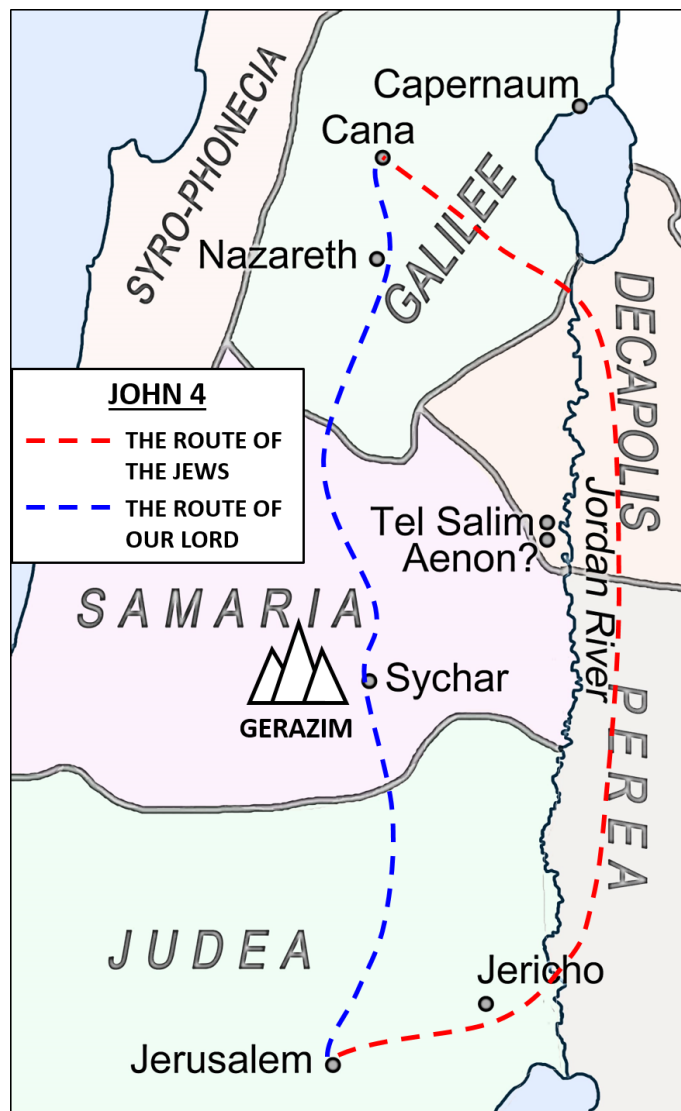 Capernaum
Cana
SYRO-PHONECIA
GALILEE
Nazareth
DECAPOLIS
JOHN 4
THE ROUTE OF
THE JEWS
THE ROUTE OF
OUR LORD
Tel Salim
Aenon?
Jordan River
SAMARIA
Sychar
GERAZIM
PEREA
JUDEA
Jericho
Jerusalem